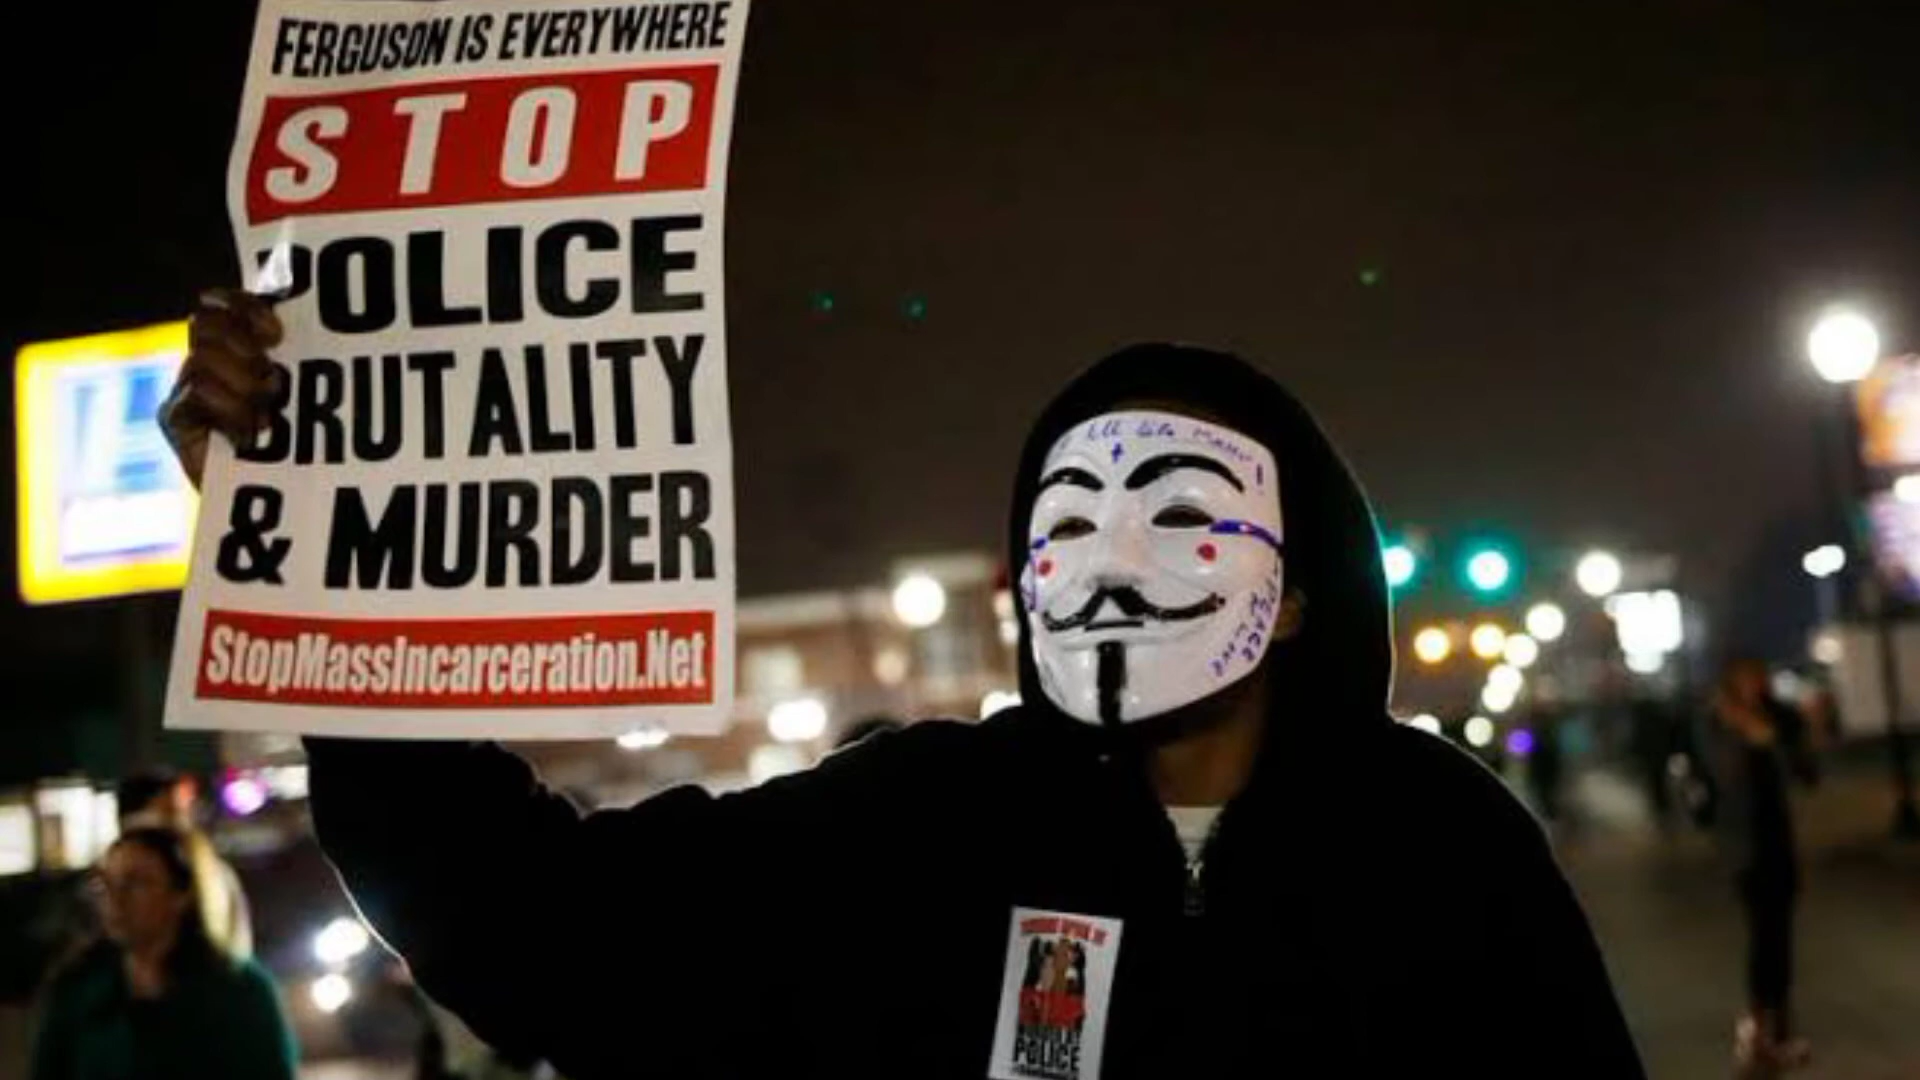 FERGUSON IS EVERYWHERE
STOP
POLICE
BRUTALITY
& MURDER
StopMassIncarceration.Net
POLICE